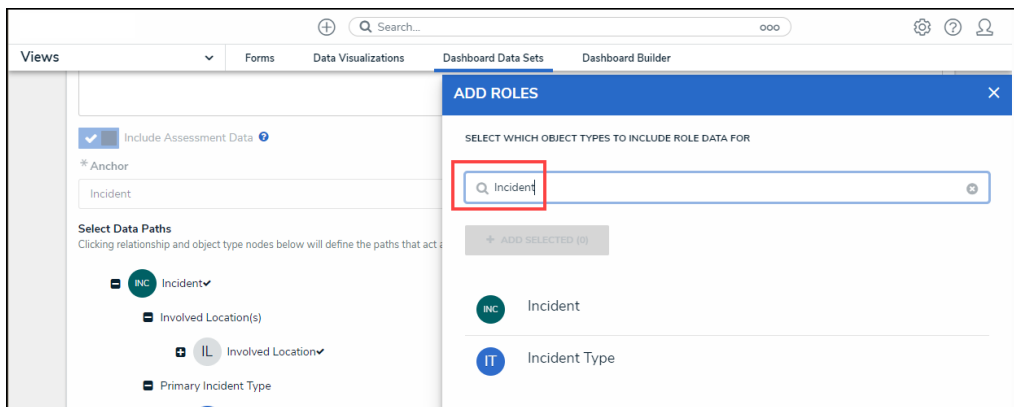 Search...
ooo
Views
Forms
Data Visualizations
Dashboard Data Sets
Dashboard Builder
ADD ROLES
SELECT WHICH OBJECT TYPES TO INCLUDE ROLE DATA FOR
Incident
+ ADD SELECTED (0)
INC Incident
IT Incident Type
Include Assessment Data ?
* Anchor
Incident
Select Data Paths
Clicking relationship and object type nodes below will define the paths that act
INC Incident
Involved Location(s)
IL Involved Location
Primary Incident Type